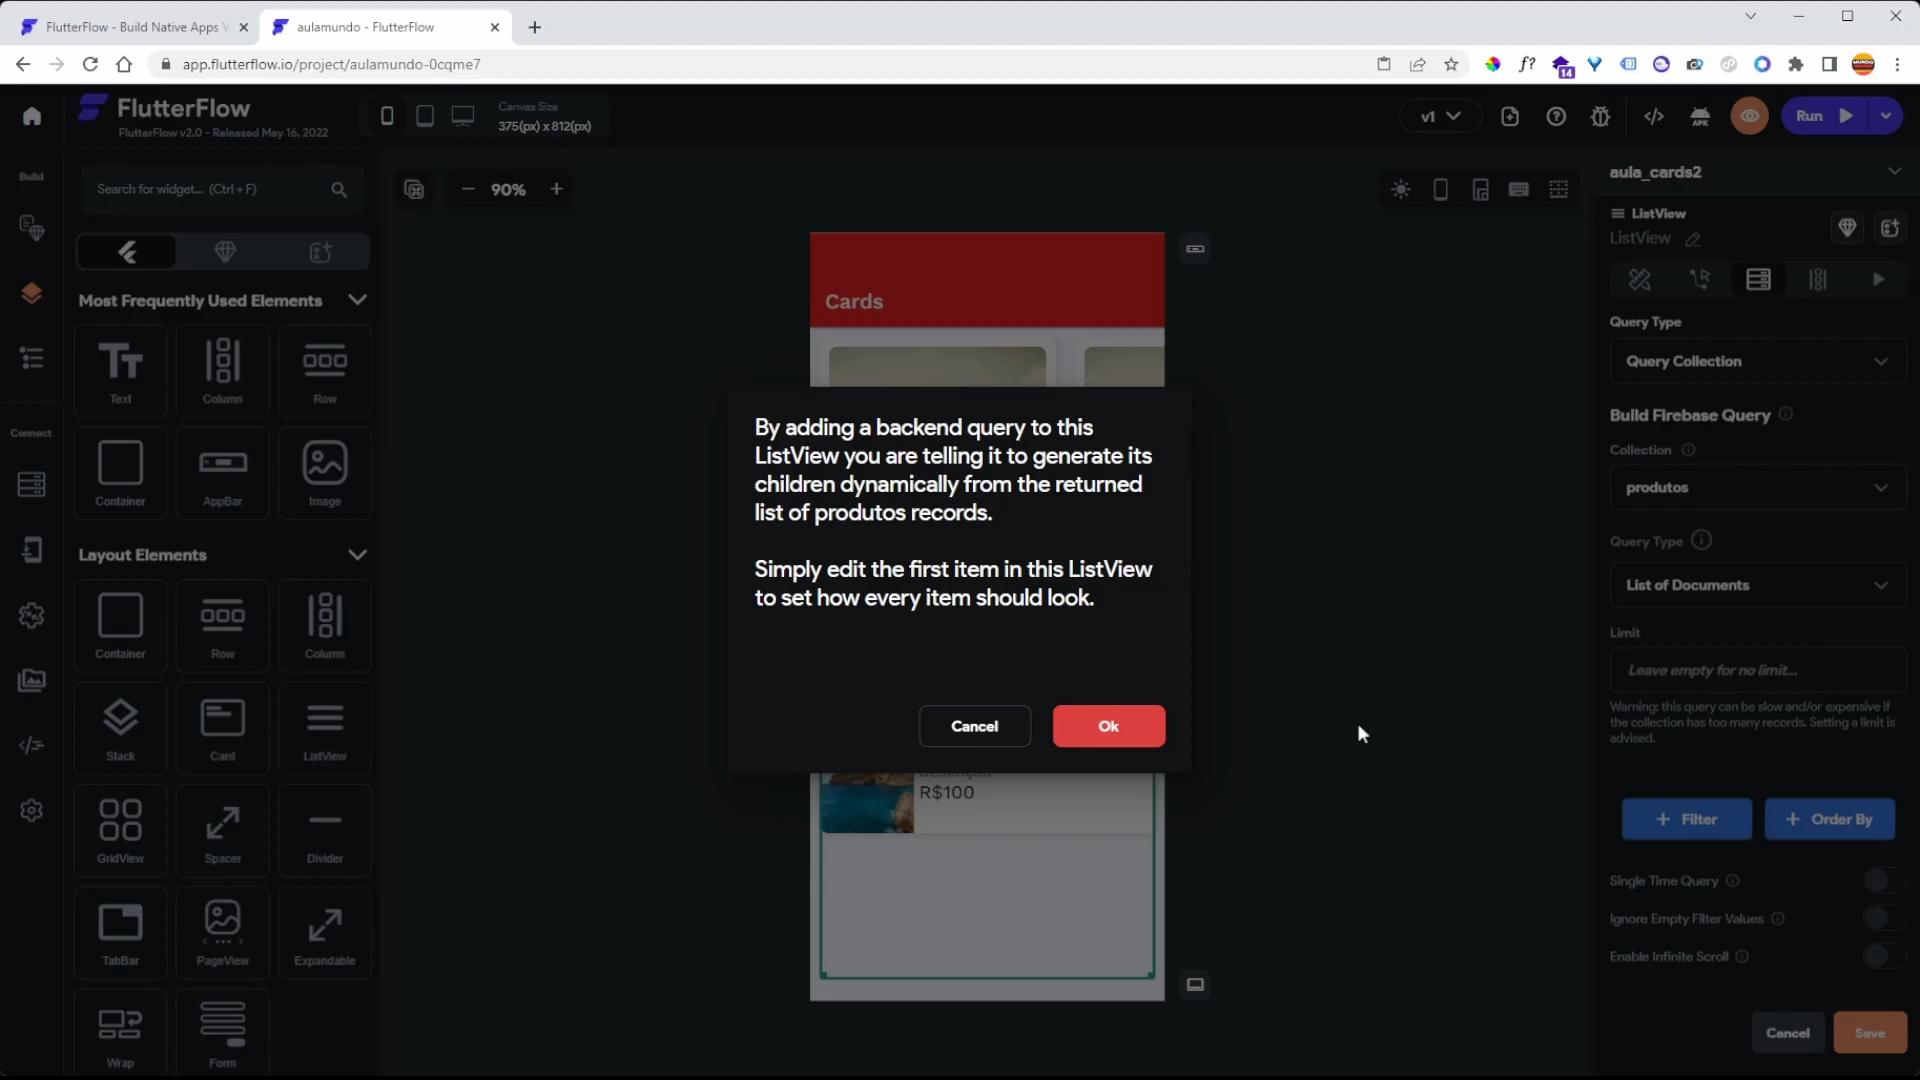 FlutterFlow - Build Native Apps V
aulamundo - FlutterFlow
app.flutterflow.io/project/aulamundo-0cqme7
f?
14
FlutterFlow
FlutterFlow v2.0 - Released May 16, 2022
Canvas Size
375(px) x 812(px)
v1
APK
Run
Build
Search for widget... (Ctrl + F)
90%
aula_cards2
ListView
ListView
Most Frequently Used Elements
Text
Column
Row
Container
AppBar
Image
Connect
Layout Elements
Container
Row
Column
Stack
Card
ListView
GridView
Spacer
Divider
TabBar
PageView
Expandable
Wrap
Form
Cards
By adding a backend query to this
ListView you are telling it to generate its
children dynamically from the returned
list of produtos records.
Simply edit the first item in this ListView
to set how every item should look.
Cancel
Ok
R$100
Query Type
Query Collection
Build Firebase Query
Collection
produtos
Query Type
List of Documents
Limit
Leave empty for no limit...
Warning: this query can be slow and/or expensive if
the collection has too many records. Setting a limit is
advised.
+ Filter
+ Order By
Single Time Query
Ignore Empty Filter Values
Enable Infinite Scroll
Cancel
Save